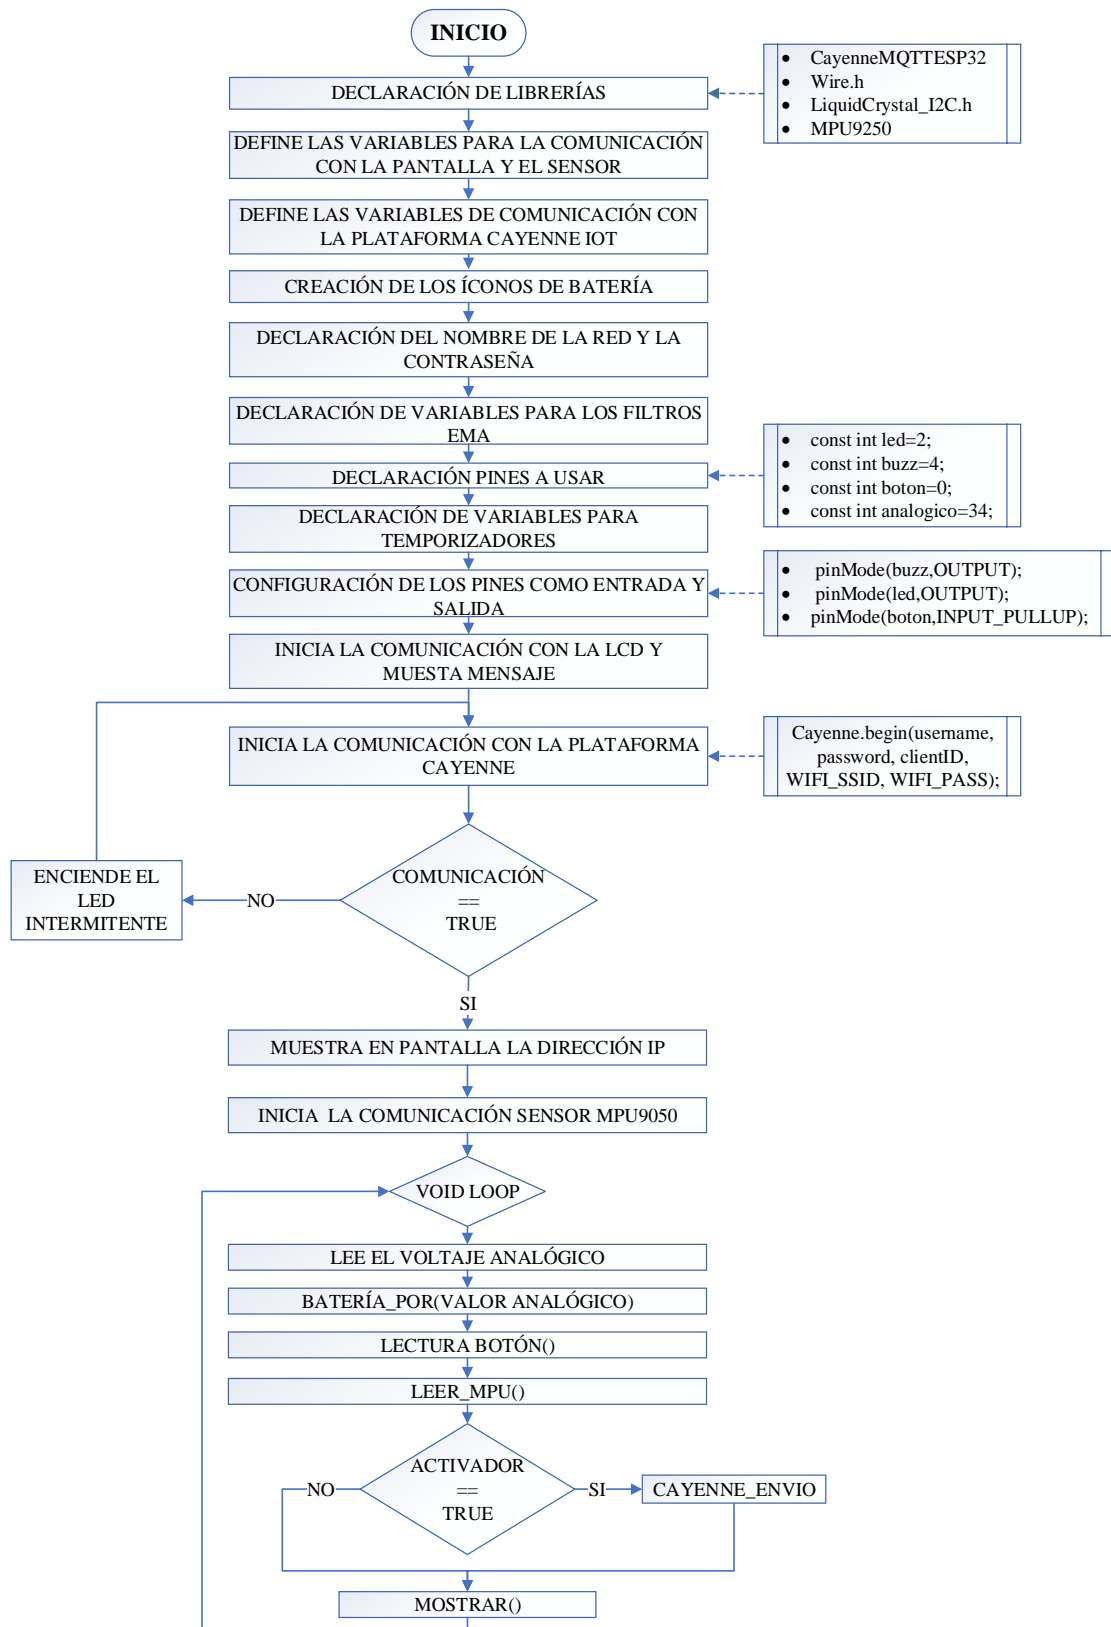 INICIO
DECLARACIÓN DE LIBRERÍAS
• CayenneMQTTESP32
• Wire.h
• LiquidCrystal_I2C.h
• MPU9250
DEFINE LAS VARIABLES PARA LA COMUNICACIÓN
CON LA PANTALLA Y EL SENSOR
DEFINE LAS VARIABLES DE COMUNICACIÓN CON
LA PLATAFORMA CAYENNE IOT
CREACIÓN DE LOS ÍCONOS DE BATERÍA
DECLARACIÓN DEL NOMBRE DE LA RED Y LA
CONTRASEÑA
DECLARACIÓN DE VARIABLES PARA LOS FILTROS
EMA
DECLARACIÓN PINES A USAR
• const int led=2;
• const int buzz=4;
• const int boton=0;
• const int analogico=34;
DECLARACIÓN DE VARIABLES PARA
TEMPORIZADORES
CONFIGURACIÓN DE LOS PINES COMO ENTRADA Y
SALIDA
• pinMode(buzz,OUTPUT);
• pinMode(led,OUTPUT);
• pinMode(boton,INPUT_PULLUP);
INICIA LA COMUNICACIÓN CON LA LCD Y
MUESTA MENSAJE
INICIA LA COMUNICACIÓN CON LA PLATAFORMA
CAYENNE
Cayenne.begin(username,
password, clientID,
WIFI_SSID, WIFI_PASS);
COMUNICACIÓN
==
TRUE
NO
ENCIENDE EL
LED
INTERMITENTE
SI
MUESTRA EN PANTALLA LA DIRECCIÓN IP
INICIA LA COMUNICACIÓN SENSOR MPU9050
VOID LOOP
LEE EL VOLTAJE ANALÓGICO
BATERÍA_POR(VALOR ANALÓGICO)
LECTURA BOTÓN()
LEER_MPU()
ACTIVADOR
==
TRUE
NO
SI
CAYENNE_ENVIO
MOSTRAR()